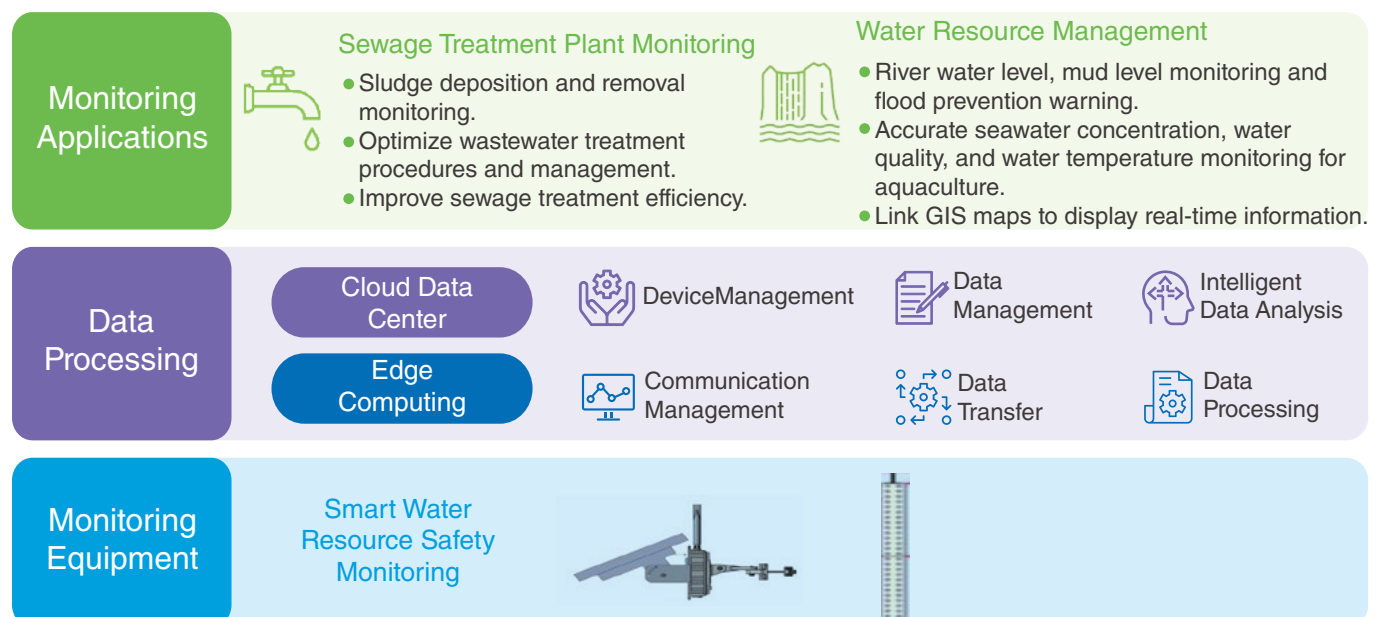 Monitoring
Applications
Sewage Treatment Plant Monitoring
Sludge deposition and removal
monitoring.
Optimize wastewater treatment
procedures and management.
Improve sewage treatment efficiency.
Water Resource Management
River water level, mud level monitoring and
flood prevention warning.
Accurate seawater concentration, water
quality, and water temperature monitoring for
aquaculture.
Link GIS maps to display real-time information.
Data
Processing
Cloud Data
Center
DeviceManagement
Data
Management
Intelligent
Data Analysis
Edge
Computing
Communication
Management
Data
Transfer
Data
Processing
Monitoring
Equipment
Smart Water
Resource Safety
Monitoring